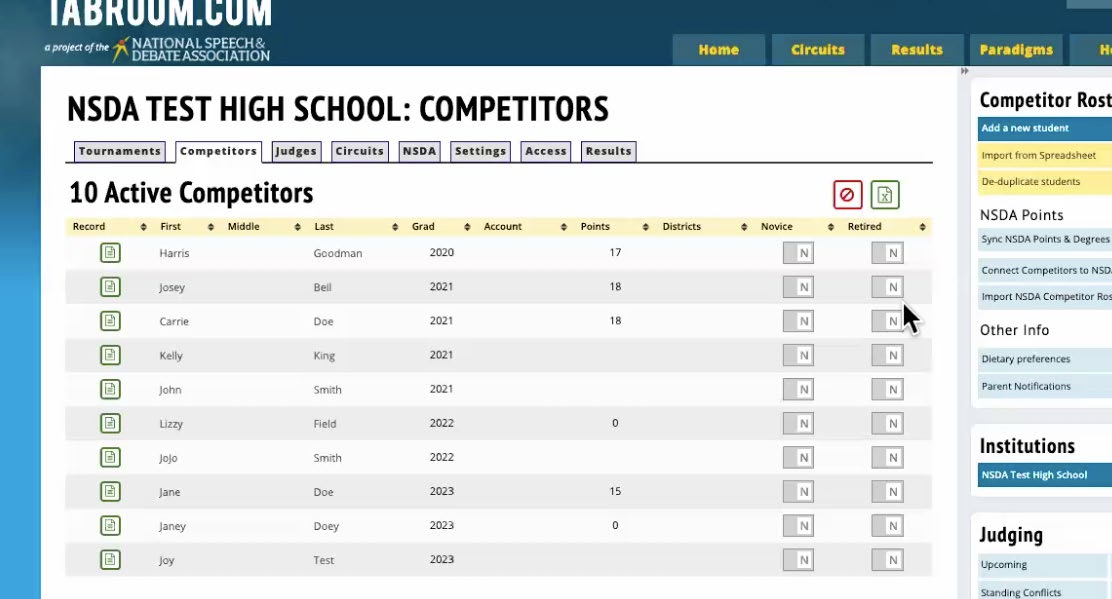 TABROOM.COM
a project of the NATIONAL SPEECH &
DEBATE ASSOCIATION
Home Circuits Results Paradigms
NSDA TEST HIGH SCHOOL: COMPETITORS
Tournaments Competitors Judges Circuits NSDA Settings Access Results
10 Active Competitors
Record First Middle Last Grad Account Points Districts Novice Retired
Harris Goodman 2020 17 N N
Josey Bell 2021 18 N N
Carrie Doe 2021 18 N N
Kelly King 2021 N N
John Smith 2021 N N
Lizzy Field 2022 0 N N
JoJo Smith 2022 N N
Jane Doe 2023 15 N N
Janey Doey 2023 0 N N
Joy Test 2023 N N
Competitor Rost
Add a new student
Import from Spreadsheet
De-duplicate students
NSDA Points
Sync NSDA Points & Degrees
Connect Competitors to NSDA
Import NSDA Competitor Ros
Other Info
Dietary preferences
Parent Notifications
Institutions
NSDA Test High School
Judging
Upcoming
Standing Conflicts